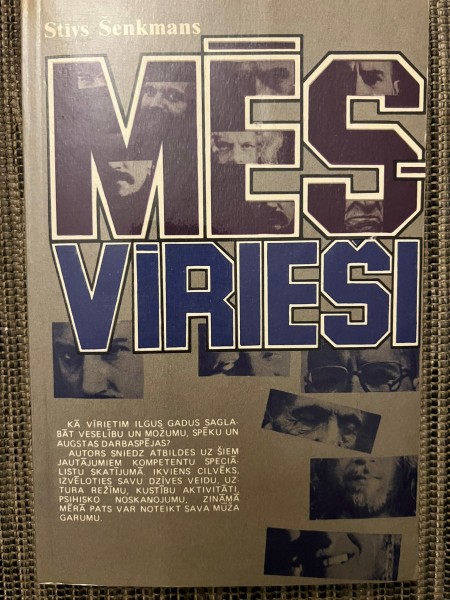 Stivs Šenkmans
MĒS
VĪRIEŠI
KĀ VĪRIETIM ILGUS GADUS SAGLA-
BĀT VESELĪBU UN MOŽUMU, SPĒKU UN
AUGSTAS DARBASPĒJAS?
AUTORS SNIEDZ ATBILDES UZ ŠIEM
JAUTĀJUMIEM KOMPETENTU SPECIĀ-
LISTU SKATĪJUMĀ. IKVIENS CILVĒKS,
IZVĒLOTIES SAVU DZĪVES VEIDU, UZ-
TURA REŽĪMU, KUSTĪBU AKTIVITĀTI,
PSIHISKO NOSKAŅOJUMU, ZINĀMĀ
MĒRĀ PATS VAR NOTEIKT SAVA MŪŽA
GARUMU.